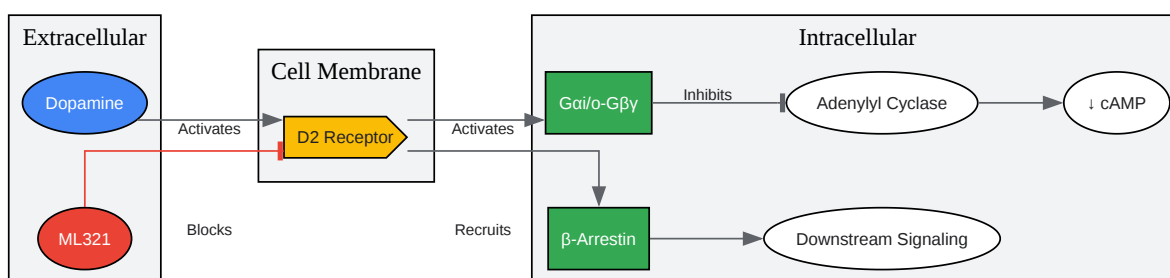 Extracellular
Cell Membrane
Intracellular
Dopamine
Activates
D2 Receptor
Activates
Gαi/o-Gβγ
Inhibits
Adenylyl Cyclase
↓ cAMP
ML321
Blocks
Recruits
β-Arrestin
Downstream Signaling